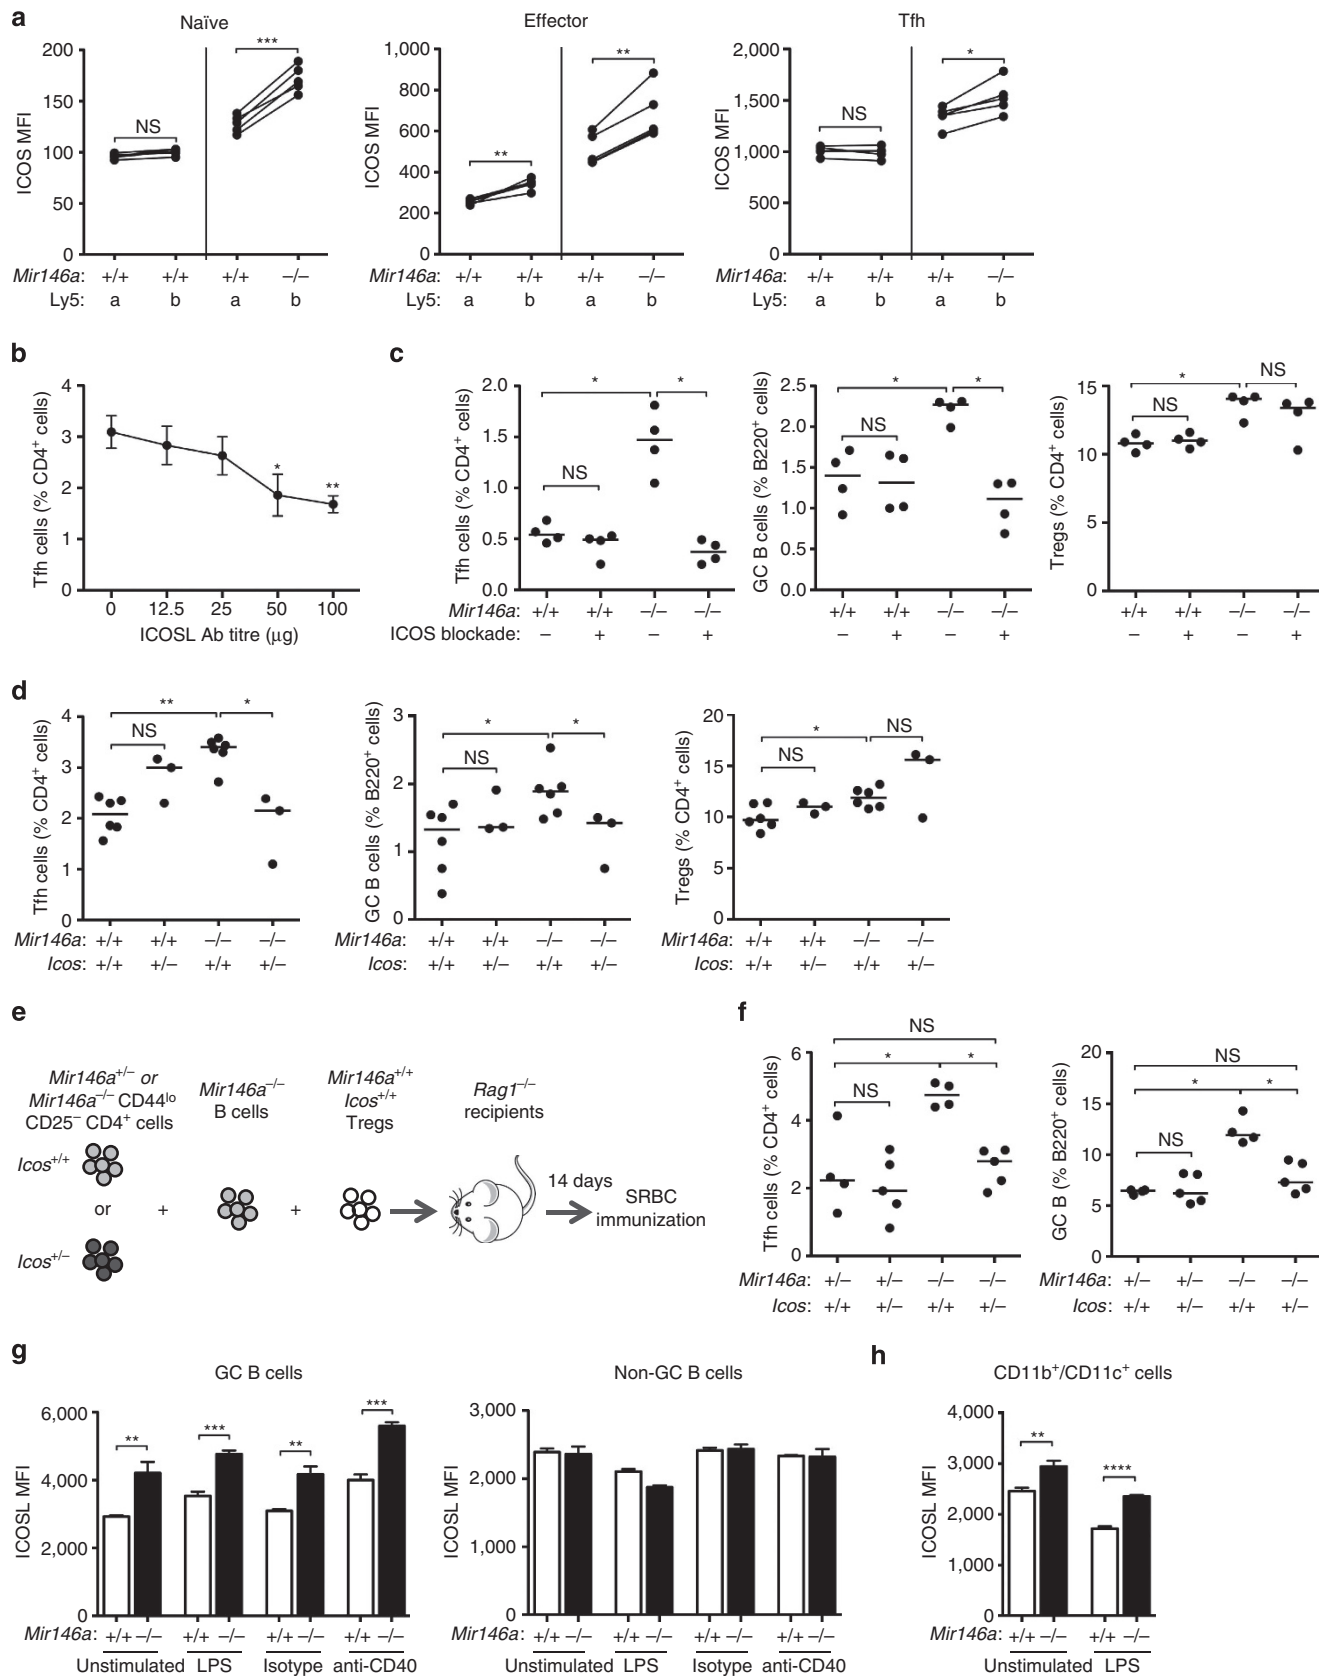 a
Naïve
Effector
Tfh
ICOS MFI
200
150
100
50
0
NS
***
ICOS MFI
1,000
800
600
400
200
0
**
**
ICOS MFI
2,000
1,500
1,000
500
0
NS
*
Mir146a: +/+ +/+ +/+ –/– +/+ +/+ +/+ –/– Mir146a: +/+ +/+ +/+ –/–
Ly5: a b a b a b a b Ly5: a b a b
b
Tfh cells (% CD4+ cells)
4
3
2
1
0
*
**
0 12.5 25 50 100
ICOSL Ab titre (μg)
c
Tfh cells (% CD4+ cells)
2.0
1.5
1.0
0.5
0.0
* *
NS
GC B cells (% B220+ cells)
2.5
2.0
1.5
1.0
0.5
0.0
* *
NS
Tregs (% CD4+ cells)
15
10
5
0
* NS
NS
Mir146a: +/+ +/+ –/– –/– +/+ +/+ –/– –/– +/+ +/+ –/– –/–
ICOS blockade: – + – + – + – + – + – +
d
Tfh cells (% CD4+ cells)
4
3
2
1
0
** *
NS
GC B cells (% B220+ cells)
3
2
1
0
* *
NS
Tregs (% CD4+ cells)
20
15
10
5
0
* NS
NS
Mir146a: +/+ +/+ –/– –/– Mir146a: +/+ +/+ –/– –/– Mir146a: +/+ +/+ –/– –/–
Icos: +/+ +/– +/+ +/– Icos: +/+ +/– +/+ +/– Icos: +/+ +/– +/+ +/–
e
Mir146a+/– or
Mir146a–/– CD44lo
CD25– CD4+ cells
Mir146a–/–
B cells
Mir146a+/+
Icos+/+
Tregs
Rag1–/–
recipients
Icos+/+
or
Icos+/–
+
+
14 days
SRBC
immunization
f
Tfh cells (% CD4+ cells)
6
4
2
0
NS
* *
NS
GC B (% B220+ cells)
20
15
10
5
0
NS
* *
NS
Mir146a: +/– +/– –/– –/– Mir146a: +/– +/– –/– –/–
Icos: +/+ +/– +/+ +/– Icos: +/+ +/– +/+ +/–
g
GC B cells
ICOSL MFI
6,000
4,000
2,000
0
** *** ** ***
Mir146a: +/+ –/– +/+ –/– +/+ –/– +/+ –/–
Unstimulated LPS Isotype anti-CD40
Non-GC B cells
ICOSL MFI
3,000
2,000
1,000
0
Mir146a: +/+ –/– +/+ –/– +/+ –/– +/+ –/–
Unstimulated LPS Isotype anti-CD40
h
CD11b+/CD11c+ cells
ICOSL MFI
4,000
3,000
2,000
1,000
0
** ****
Mir146a: +/+ –/– +/+ –/–
Unstimulated LPS